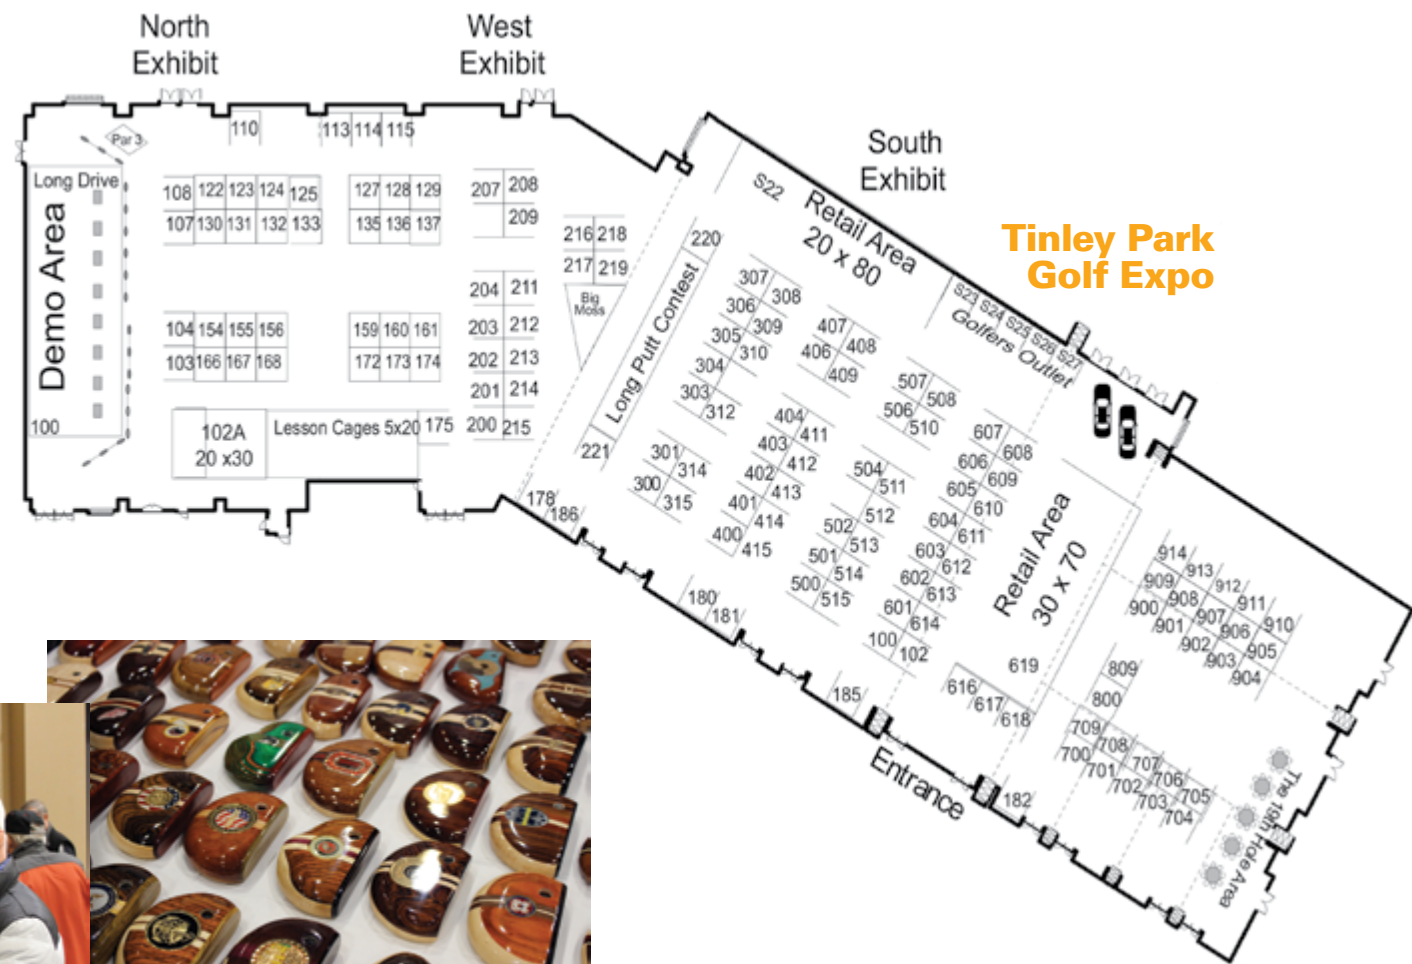 North
Exhibit
West
Exhibit
South
Exhibit
Tinley Park
Golf Expo
Par 3
Long Drive
Demo Area
100
110
113 114 115
108 122 123 124 125
107 130 131 132 133
127 128 129
135 136 137
104 154 155 156
103 166 167 168
159 160 161
172 173 174
102A
20 x30
Lesson Cages 5x20
175
207 208
209
204 211
203 212
202 213
201 214
200 215
216 218
217 219
Big
Moss
178
186
180
181
185
182
220
Long Putt Contest
221
S22
Retail Area
20 x 80
S23 S24 S25 S26 S27
Golfers Outlet
307
308
306
309
305
310
304
303
312
301
314
300
315
407
408
406
409
404
411
403
412
402
413
401
414
400
415
507
508
506
510
504
511
512
502
513
501
514
500
515
607
608
606
609
605
610
604
611
603
612
602
613
601
614
100
102
Retail Area
30 x 70
619
616
617
618
Entrance
914 913 912 911 910
909 908 907 906 905
900 901 902 903 904
809
800
709 708 707 706 705
700 701 702 703 704
The 19th Hole Area